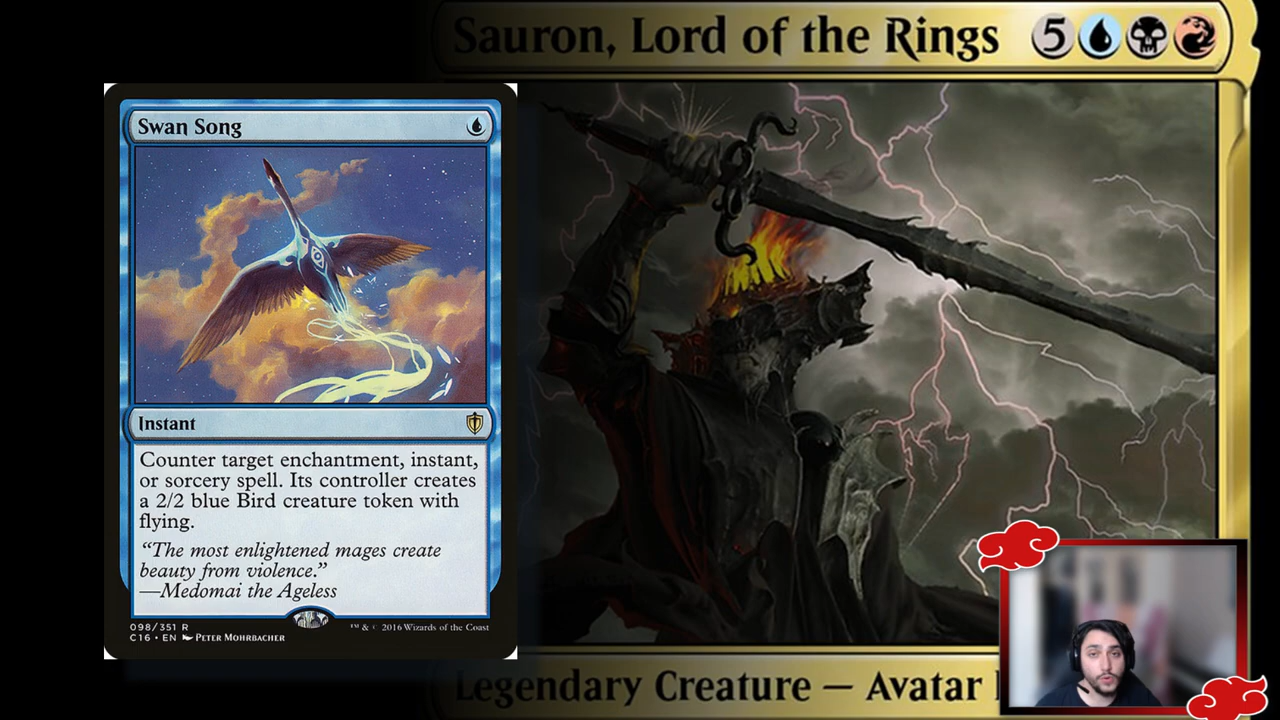 Sauron, Lord of the Rings 5
Swan Song
Instant
Counter target enchantment, instant,
or sorcery spell. Its controller creates
a 2/2 blue Bird creature token with
flying.
“The most enlightened mages create
beauty from violence.”
—Medomai the Ageless
098/351 R
C16 • EN Peter Mohrbacher
™ & © 2016 Wizards of the Coast
Legendary Creature — Avatar